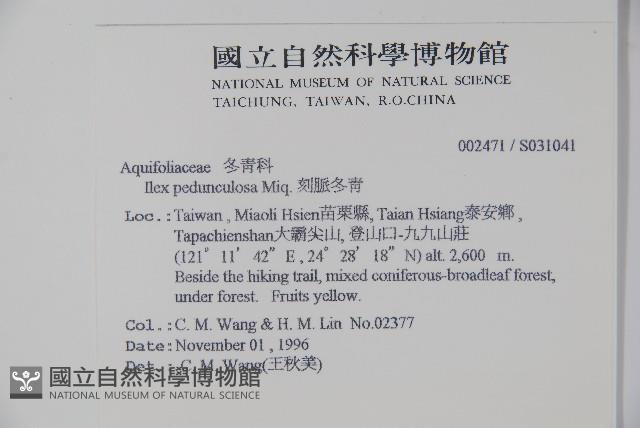 國立自然科學博物館
NATIONAL MUSEUM OF NATURAL SCIENCE
TAICHUNG, TAIWAN, R.O.CHINA
002471 / S031041
Aquifoliaceae 冬青科
Ilex pedunculosa Miq. 刻脈冬青
Loc.:Taiwan , Miaoli Hsien苗栗縣, Taian Hsiang泰安鄉 ,
Tapachienshan大霸尖山, 登山口-九九山莊
(121° 11′ 42″ E , 24° 28′ 18″ N) alt. 2,600 m.
Beside the hiking trail, mixed coniferous-broadleaf forest,
under forest. Fruits yellow.
Col.:C. M. Wang & H. M. Lin No.02377
Date:November 01 , 1996
Det.: C. M. Wang(王秋美)
國立自然科學博物館
NATIONAL MUSEUM OF NATURAL SCIENCE